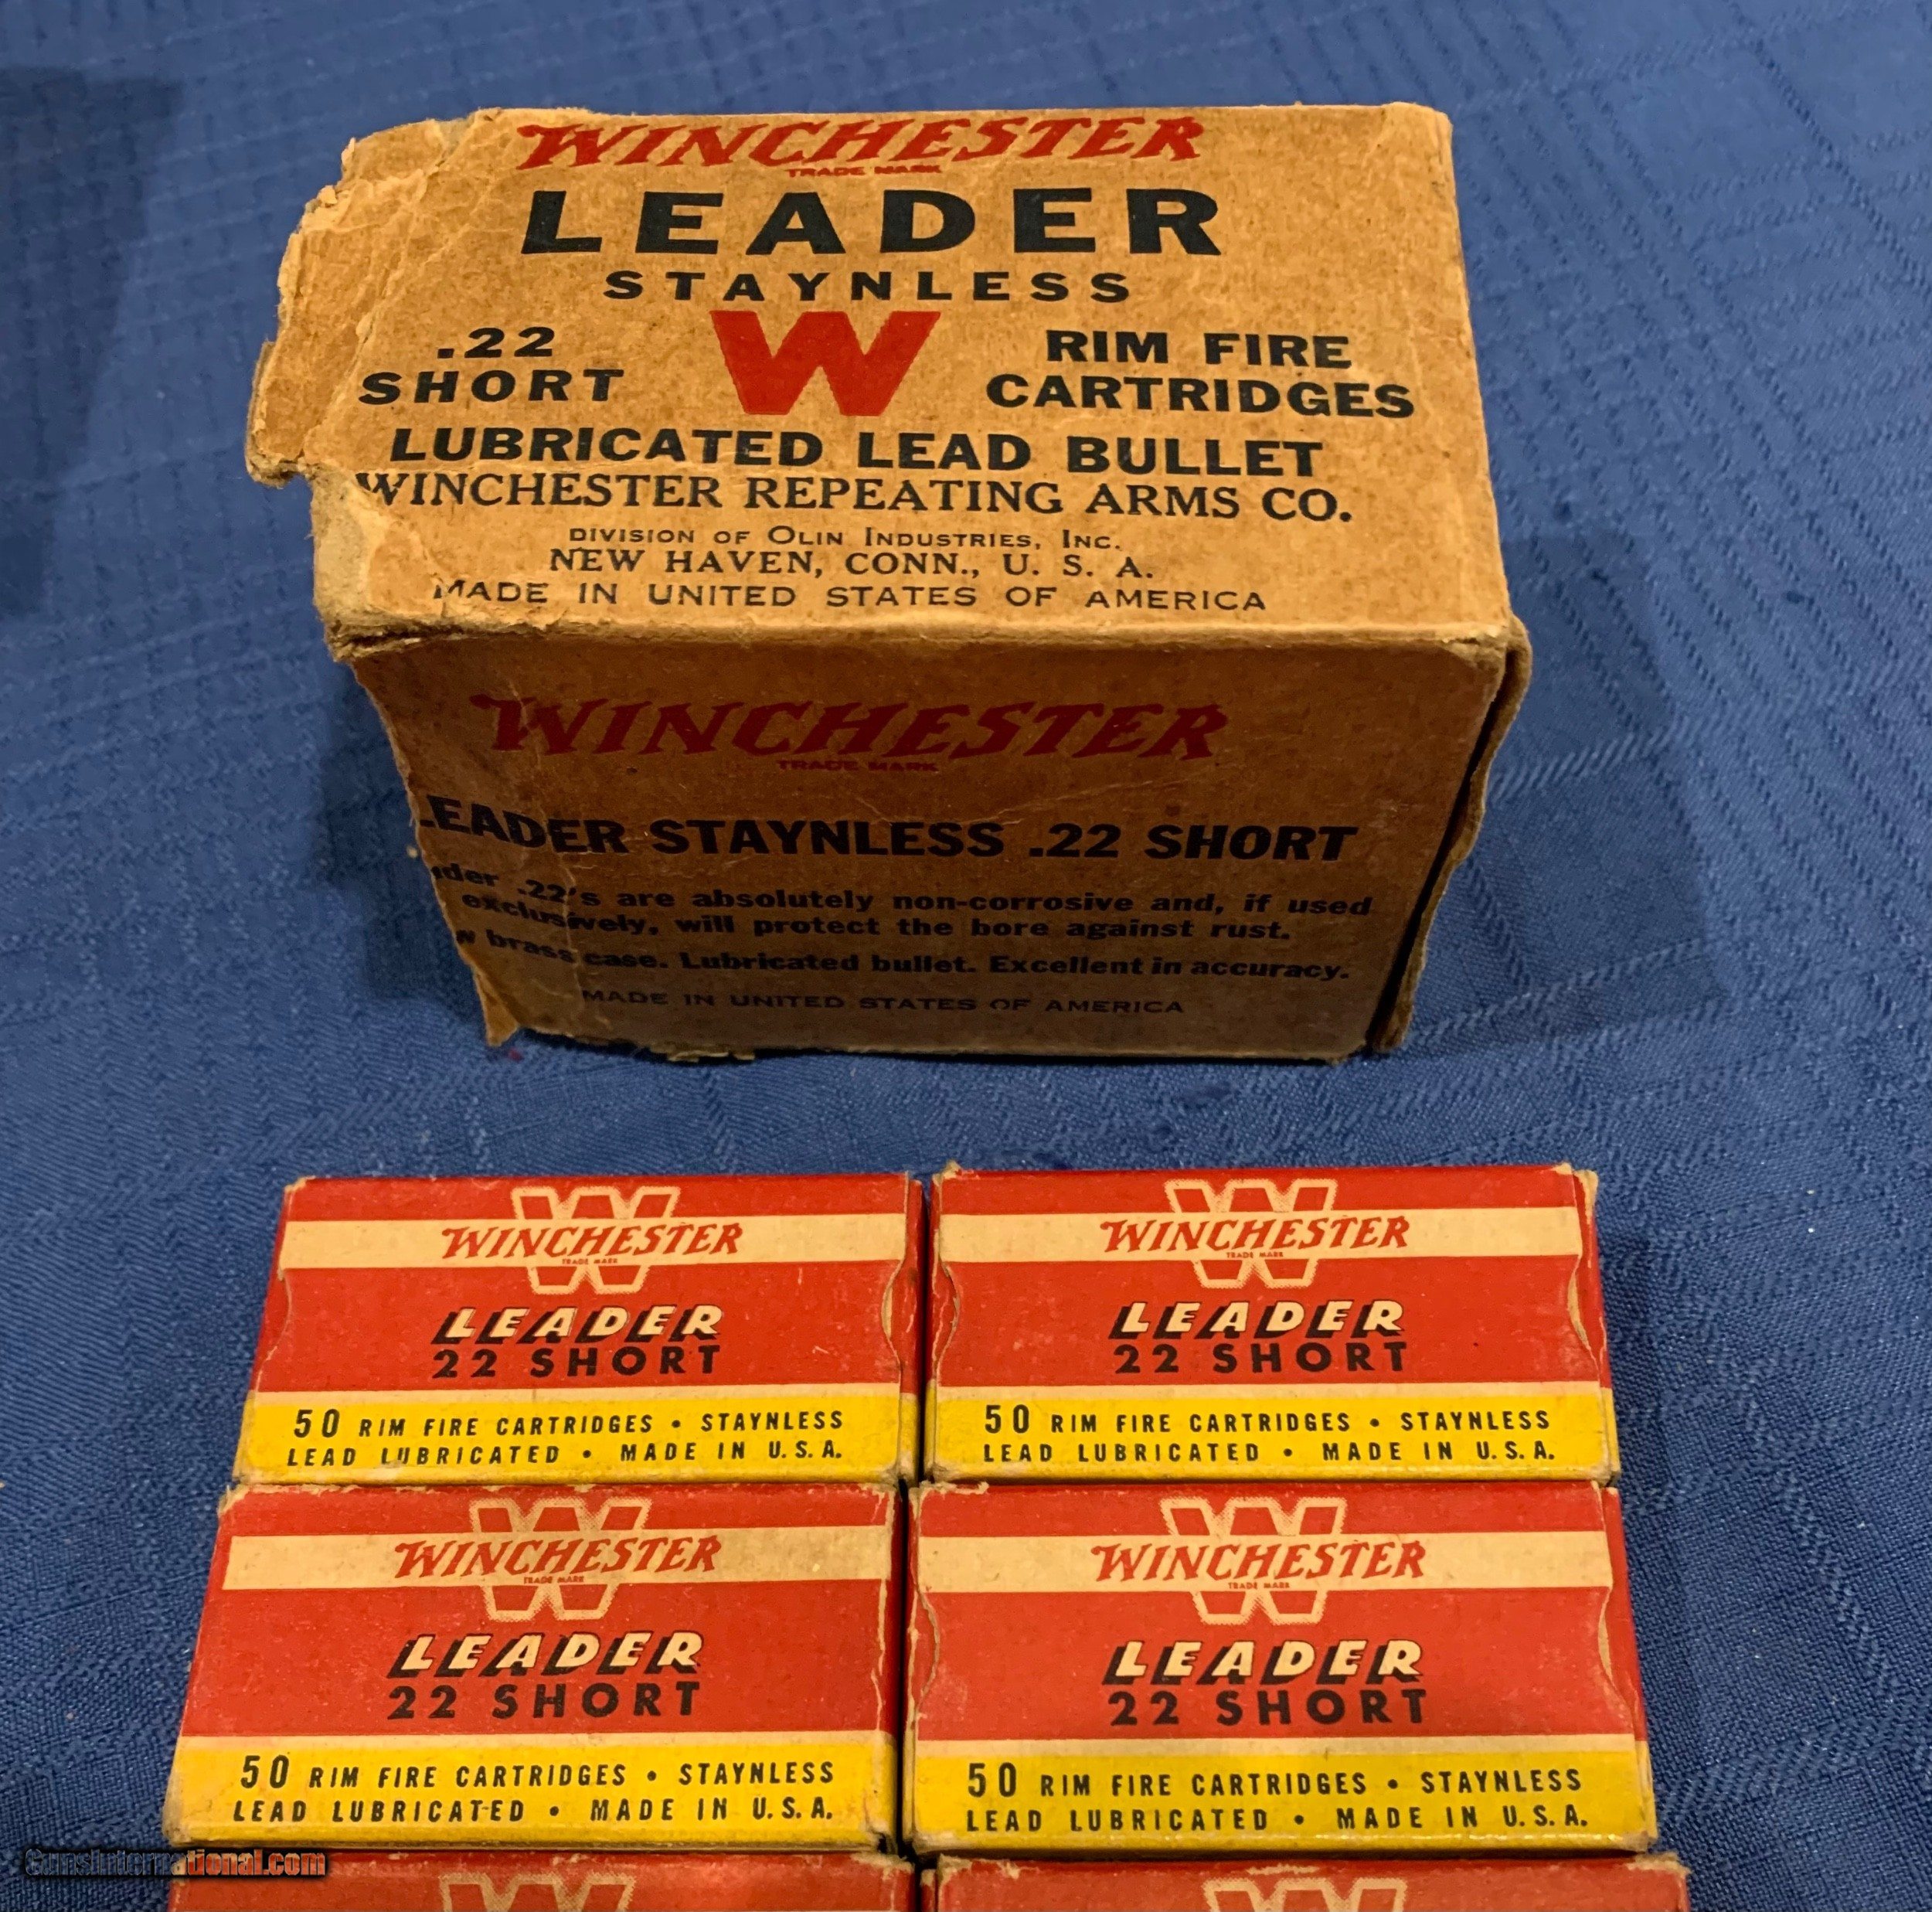 WINCHESTER
TRADE MARK
LEADER
STAYNLESS
.22 SHORT
W
RIM FIRE CARTRIDGES
LUBRICATED LEAD BULLET
WINCHESTER REPEATING ARMS CO.
DIVISION OF OLIN INDUSTRIES, INC.
NEW HAVEN, CONN., U. S. A.
MADE IN UNITED STATES OF AMERICA
WINCHESTER
TRADE MARK
LEADER STAYNLESS .22 SHORT
.22's are absolutely non-corrosive and, if used
exclusively, will protect the bore against rust.
brass case. Lubricated bullet. Excellent in accuracy.
MADE IN UNITED STATES OF AMERICA
W
WINCHESTER
TRADE MARK
LEADER
22 SHORT
50 RIM FIRE CARTRIDGES • STAYNLESS
LEAD LUBRICATED • MADE IN U.S.A.
W
WINCHESTER
TRADE MARK
LEADER
22 SHORT
50 RIM FIRE CARTRIDGES • STAYNLESS
LEAD LUBRICATED • MADE IN U.S.A.
W
WINCHESTER
TRADE MARK
LEADER
22 SHORT
50 RIM FIRE CARTRIDGES • STAYNLESS
LEAD LUBRICATED • MADE IN U.S.A.
W
WINCHESTER
TRADE MARK
LEADER
22 SHORT
50 RIM FIRE CARTRIDGES • STAYNLESS
LEAD LUBRICATED • MADE IN U.S.A.
W
W
GunsInternational.com